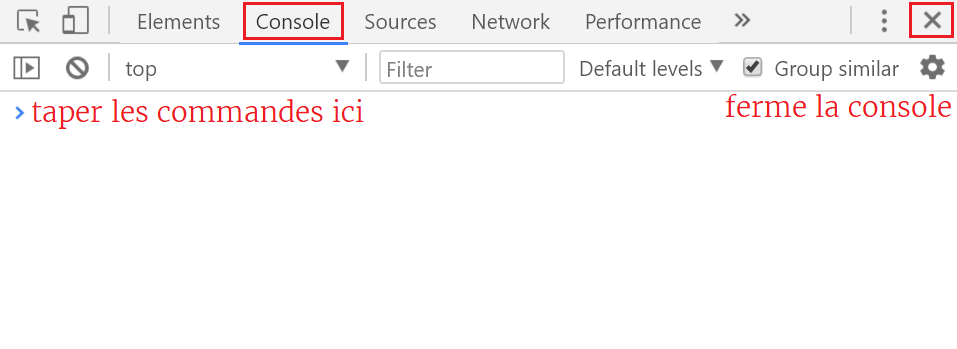 Elements Console Sources Network Performance
top Filter Default levels Group similar
taper les commandes ici ferme la console